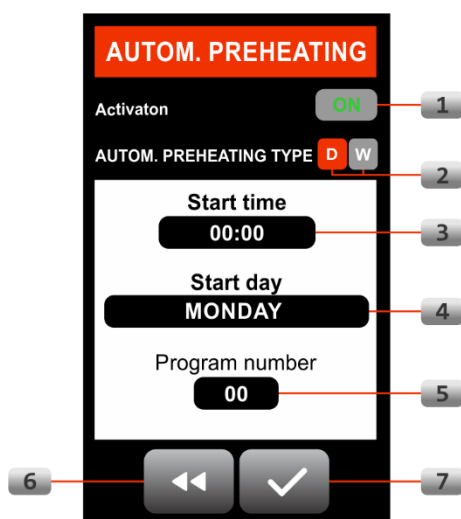 AUTOM. PREHEATING
Activaton ON 1
AUTOM. PREHEATING TYPE D W
2
Start time
00:00 3
Start day
MONDAY 4
Program number
00 5
6 7